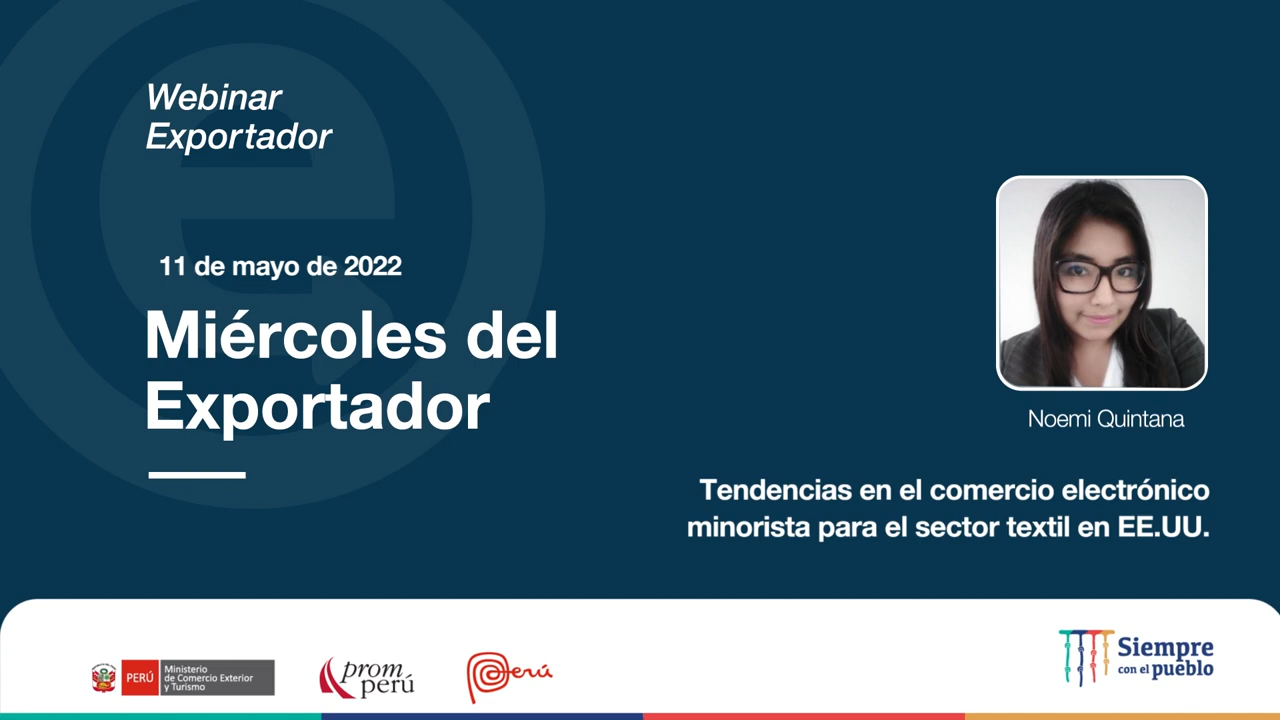 Webinar
Exportador
11 de mayo de 2022
Miércoles del
Exportador
Noemi Quintana
Tendencias en el comercio electrónico
minorista para el sector textil en EE.UU.
PERÚ
Ministerio
de Comercio Exterior
y Turismo
prom
perú
Perú
Siempre
con el pueblo